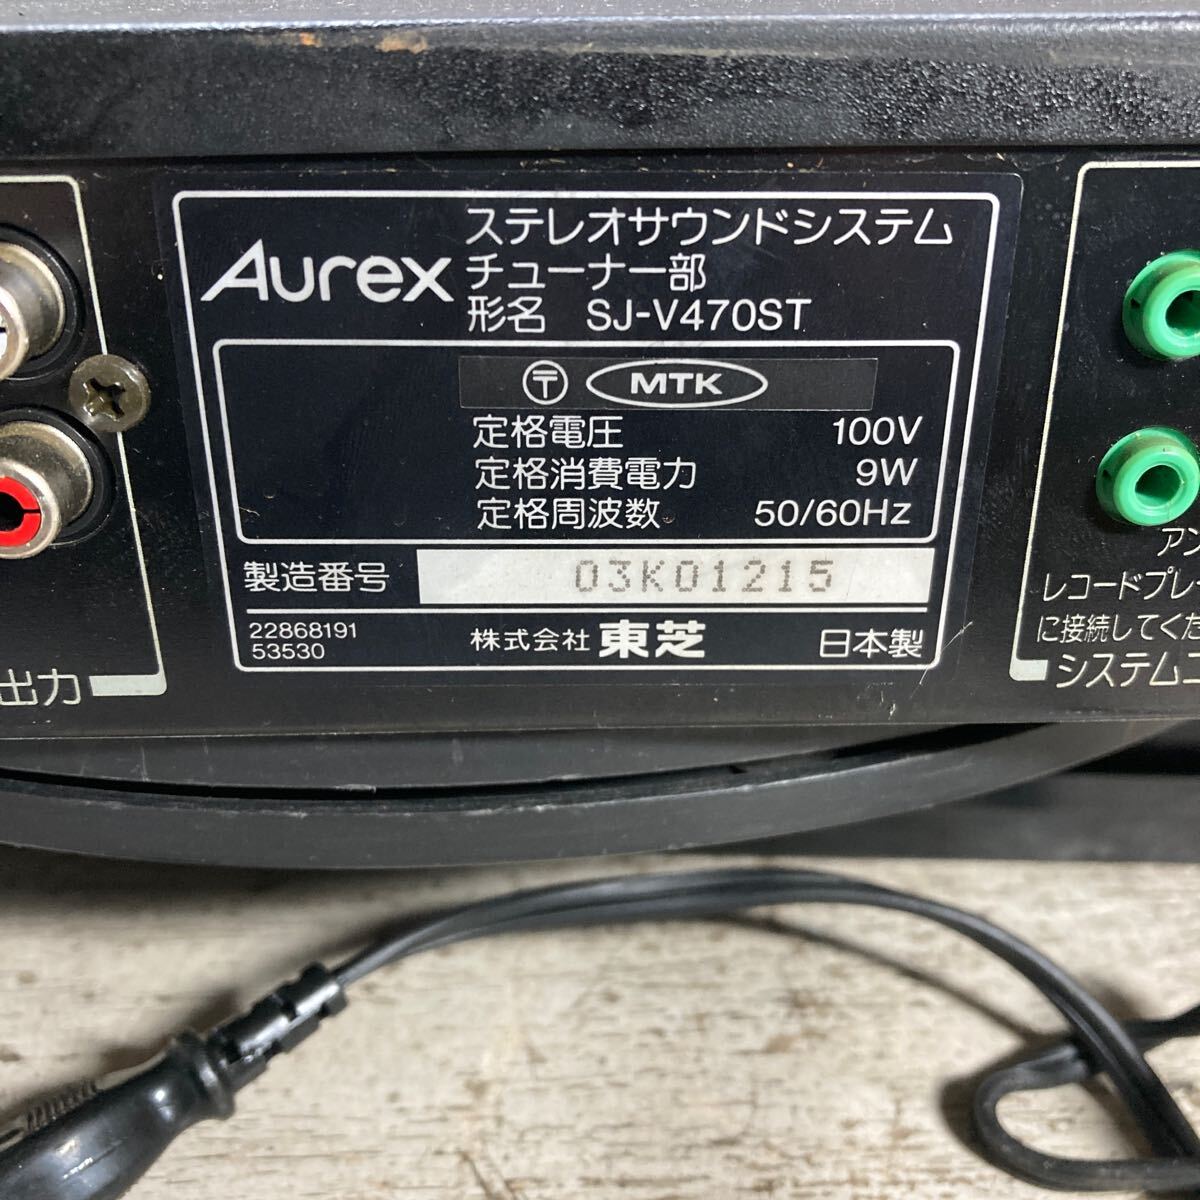 Aurex
ステレオサウンドシステム
チューナー部
形名 SJ-V470ST
〒 MTK
定格電圧 100V
定格消費電力 9W
定格周波数 50/60Hz
製造番号 03K01215
22868191
53530
株式会社 東芝 日本製
出力
アン
レコードプレー
に接続してくだ
システムコ